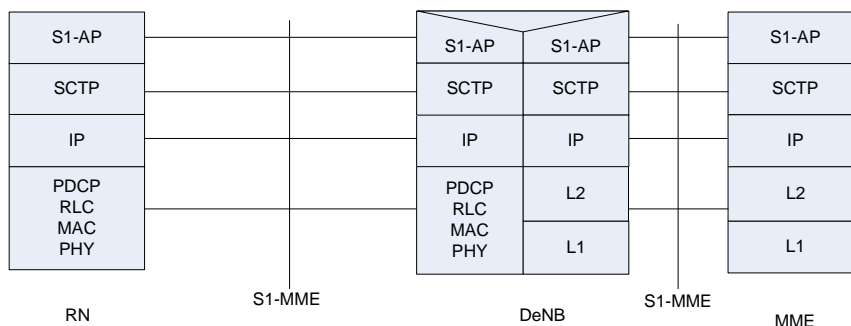 S1-AP
SCTP
IP
PDCP
RLC
MAC
PHY
RN
S1-MME
S1-AP
S1-AP
SCTP
SCTP
IP
IP
PDCP
RLC
MAC
PHY
L2
L1
DeNB
S1-MME
S1-AP
SCTP
IP
L2
L1
MME